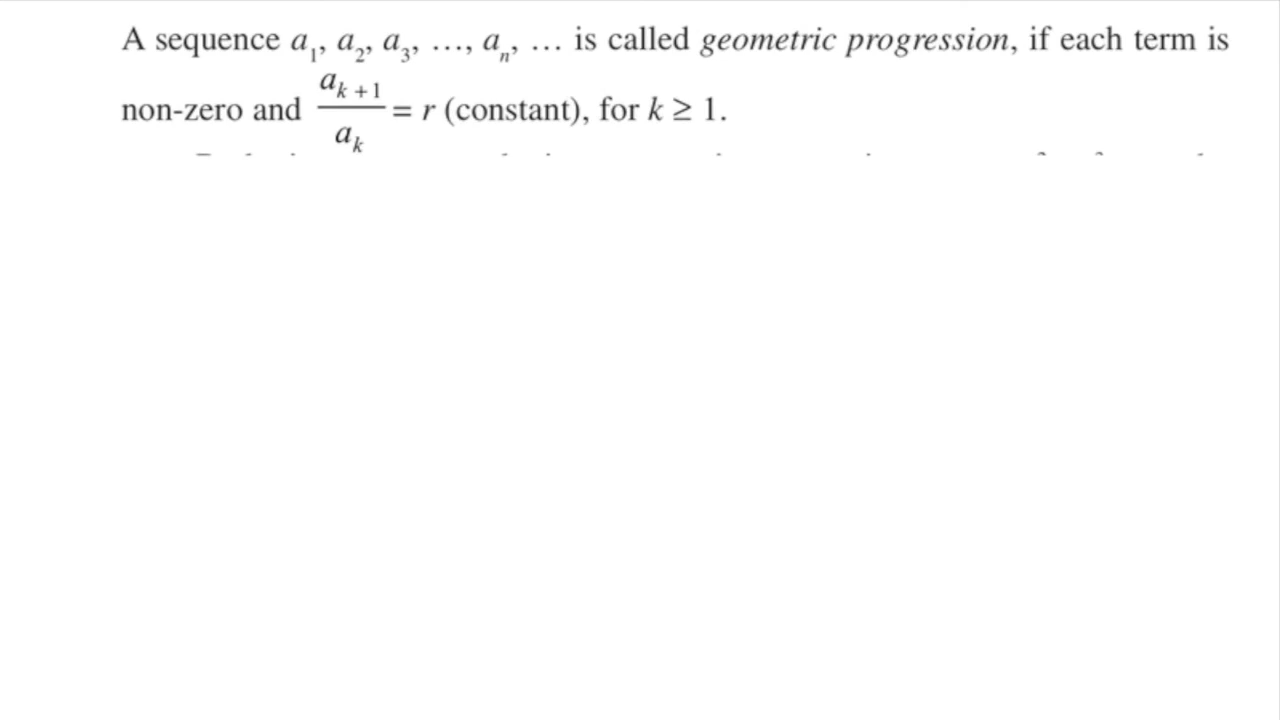 A sequence a₁, a₂, a₃, …, aₙ, … is called geometric progression, if each term is
non-zero and aₖ₊₁/aₖ = r (constant), for k ≥ 1.